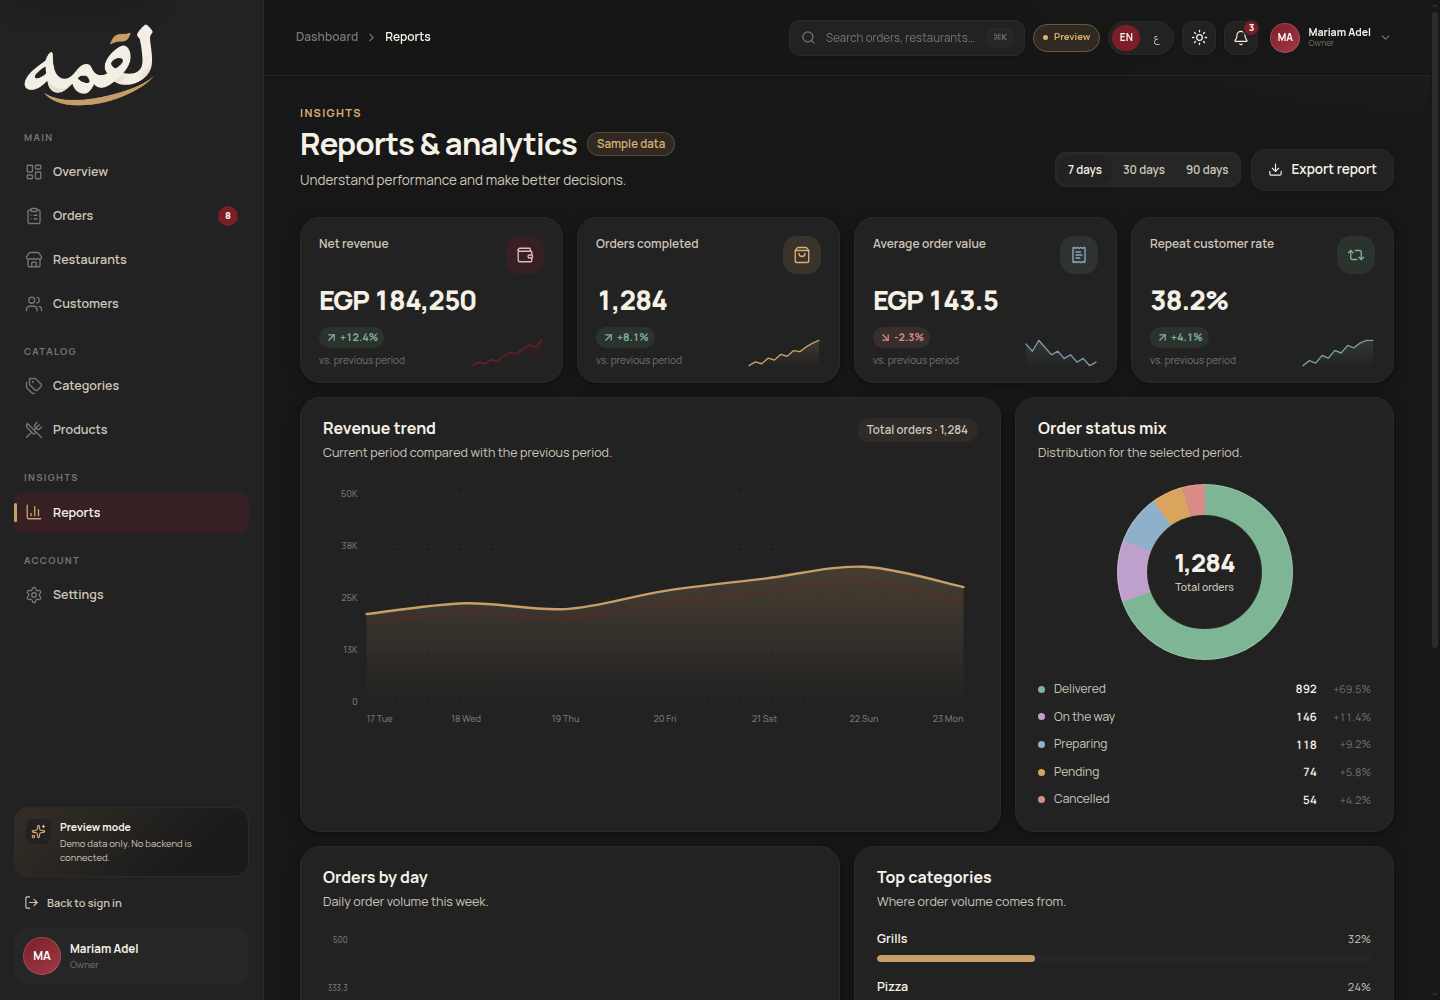 لقمه
MAIN
Overview
Orders 8
Restaurants
Customers
CATALOG
Categories
Products
INSIGHTS
Reports
ACCOUNT
Settings
Preview mode
Demo data only. No backend is
connected.
Back to sign in
MA Mariam Adel
Owner
Dashboard > Reports
Search orders, restaurants... ⌘K
Preview
EN ع
3
MA Mariam Adel
Owner
INSIGHTS
Reports & analytics Sample data
Understand performance and make better decisions.
7 days 30 days 90 days
Export report
Net revenue
EGP 184,250
+12.4%
vs. previous period
Orders completed
1,284
+8.1%
vs. previous period
Average order value
EGP 143.5
-2.3%
vs. previous period
Repeat customer rate
38.2%
+4.1%
vs. previous period
Revenue trend
Total orders · 1,284
Current period compared with the previous period.
50K
38K
25K
13K
0
17 Tue 18 Wed 19 Thu 20 Fri 21 Sat 22 Sun 23 Mon
Order status mix
Distribution for the selected period.
1,284
Total orders
Delivered 892 +69.5%
On the way 146 +11.4%
Preparing 118 +9.2%
Pending 74 +5.8%
Cancelled 54 +4.2%
Orders by day
Daily order volume this week.
500
333.3
Top categories
Where order volume comes from.
Grills 32%
Pizza 24%